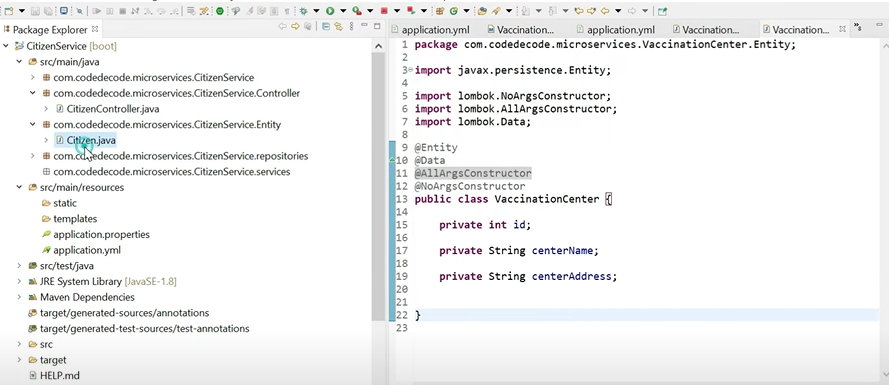 Package Explorer
CitizenService [boot]
src/main/java
com.codedecode.microservices.CitizenService
com.codedecode.microservices.CitizenService.Controller
CitizenController.java
com.codedecode.microservices.CitizenService.Entity
Citizen.java
com.codedecode.microservices.CitizenService.repositories
com.codedecode.microservices.CitizenService.services
src/main/resources
static
templates
application.properties
application.yml
src/test/java
JRE System Library [JavaSE-1.8]
Maven Dependencies
target/generated-sources/annotations
target/generated-test-sources/test-annotations
src
target
HELP.md
application.yml Vaccination... application.yml Vaccination... Vaccination...
1 package com.codedecode.microservices.VaccinationCenter.Entity;
2
3 import javax.persistence.Entity;
4
5 import lombok.NoArgsConstructor;
6 import lombok.AllArgsConstructor;
7 import lombok.Data;
8
9 @Entity
10 @Data
11 @AllArgsConstructor
12 @NoArgsConstructor
13 public class VaccinationCenter {
14
15 private int id;
16
17 private String centerName;
18
19 private String centerAddress;
20
21
22 }
23